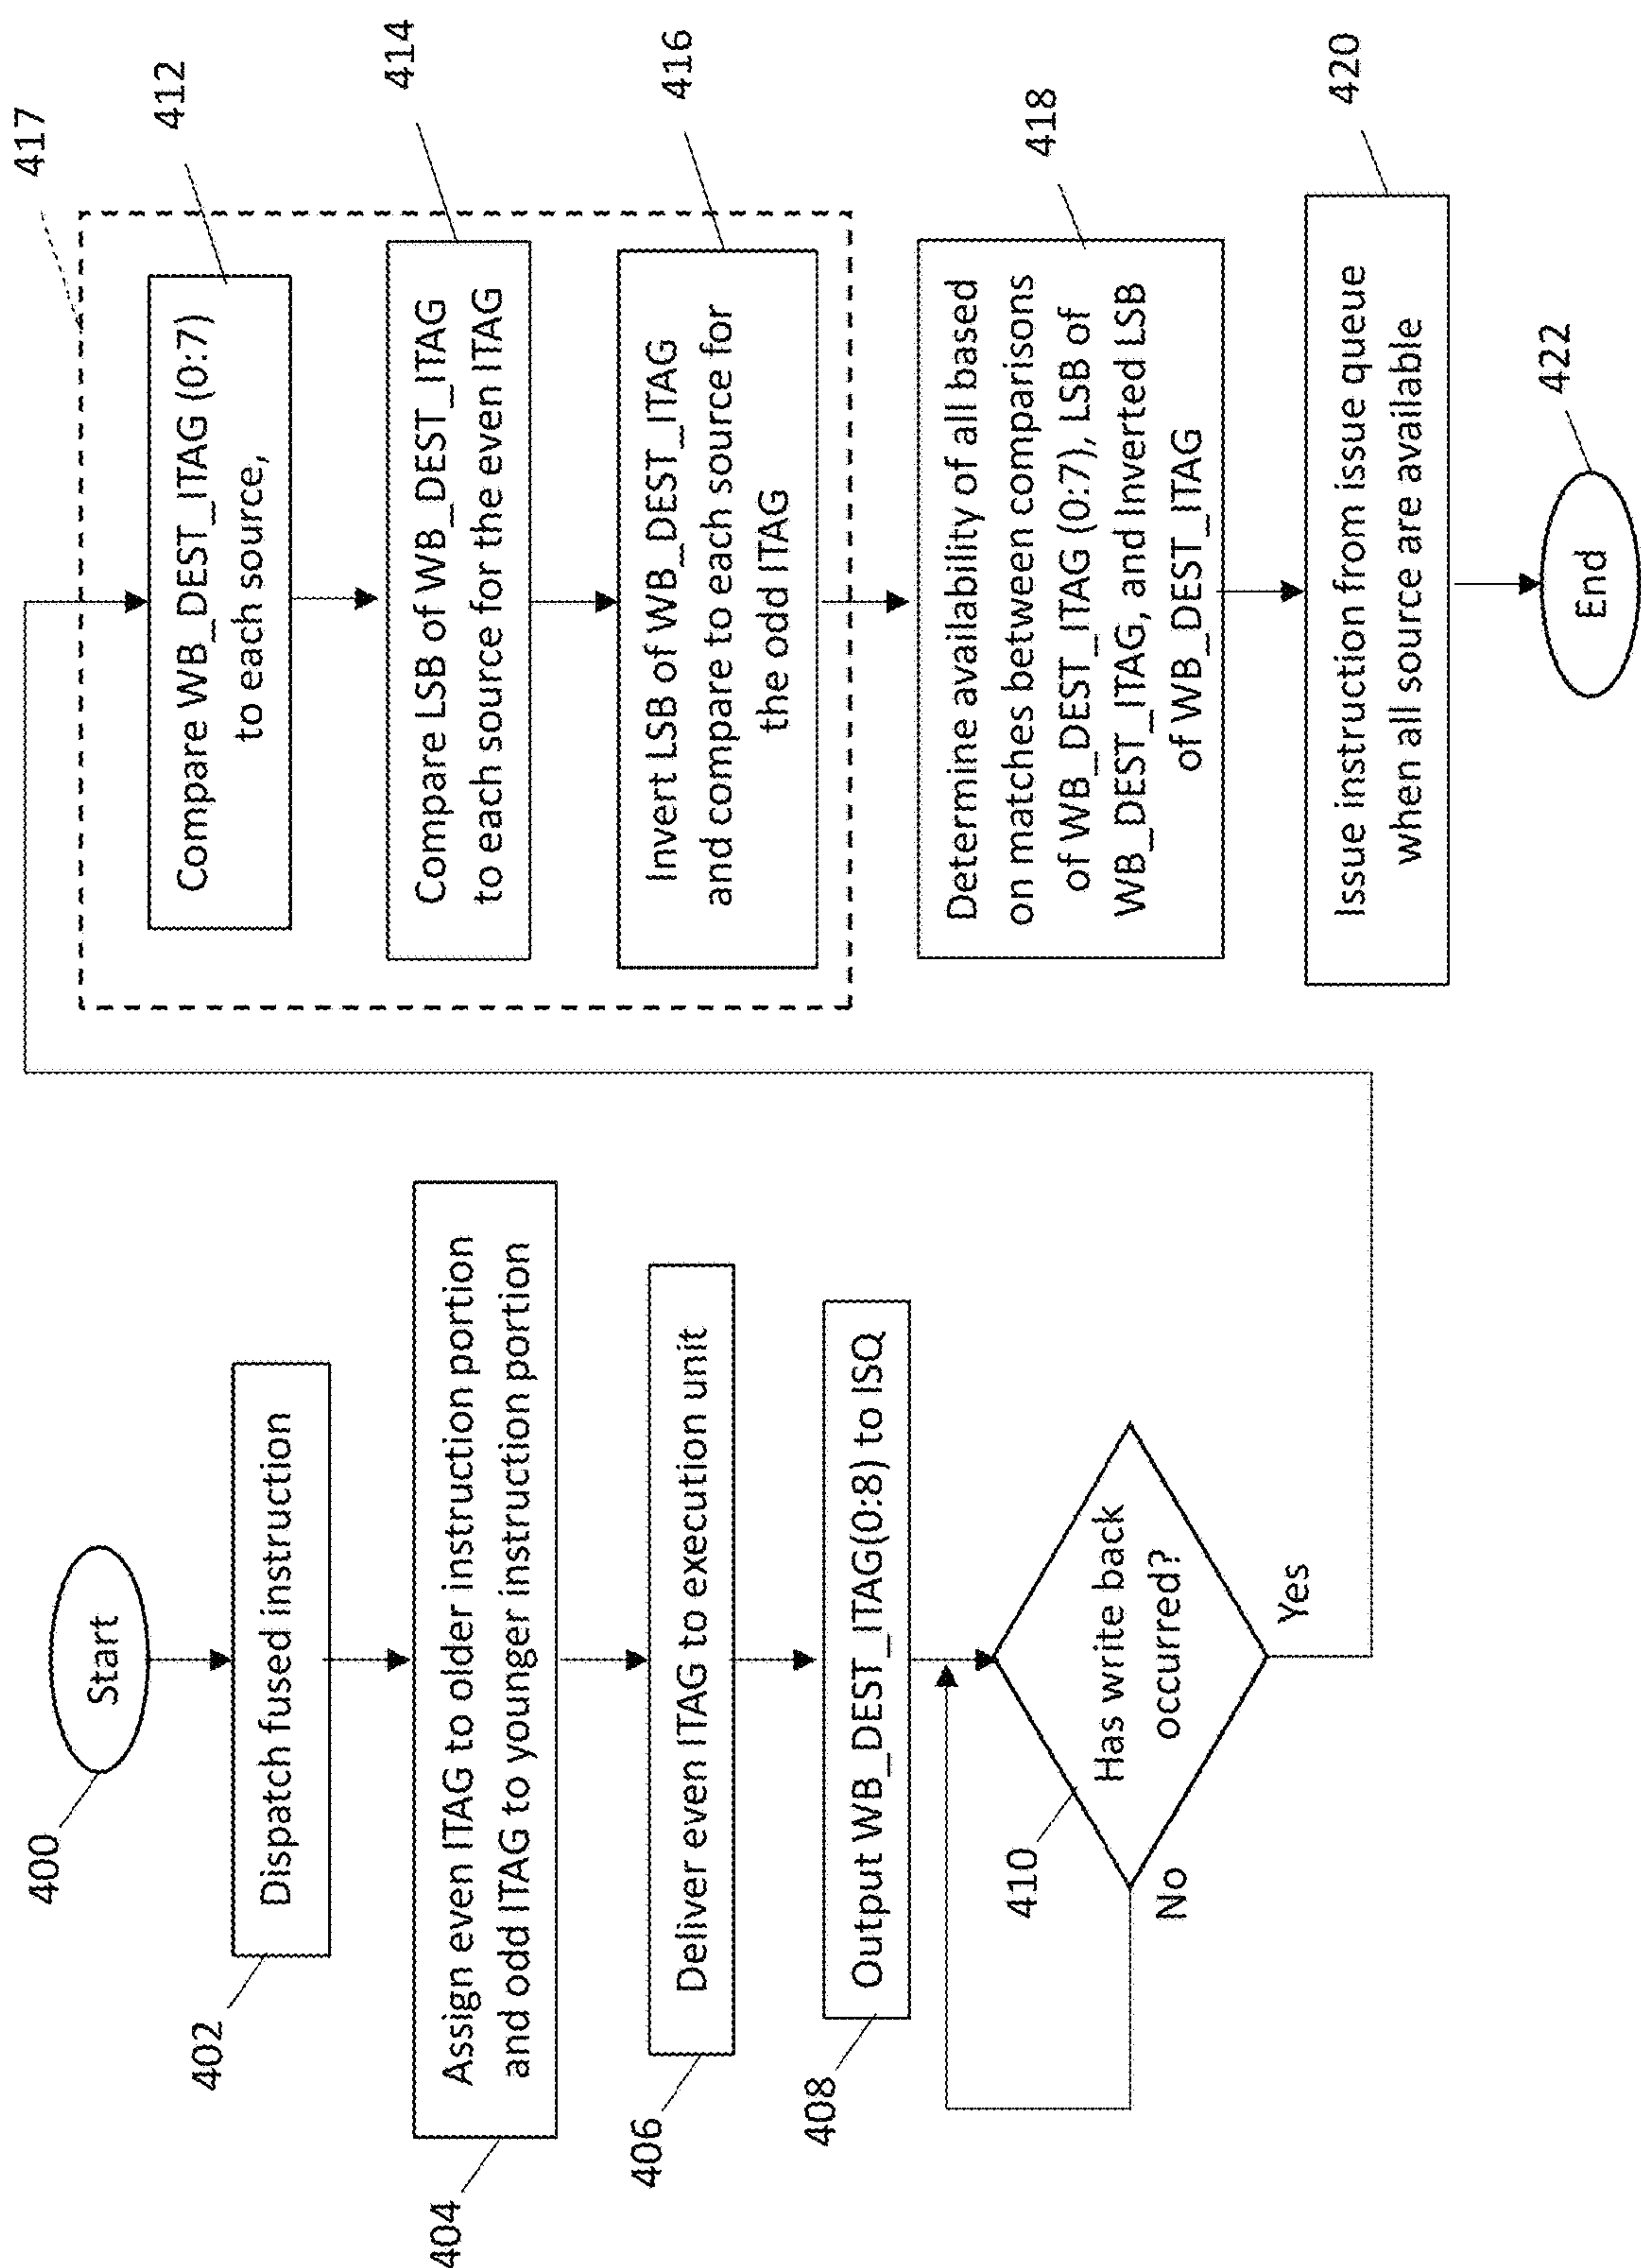 Start
400
Dispatch fused instruction
402
Assign even ITAG to older instruction portion
and odd ITAG to younger instruction portion
404
Deliver even ITAG to execution unit
406
Output WB_DEST_ITAG(0:8) to ISQ
408
Has write back
occurred?
410
No
Yes
417
Compare WB_DEST_ITAG (0:7)
to each source,
412
Compare LSB of WB_DEST_ITAG
to each source for the even ITAG
414
Invert LSB of WB_DEST_ITAG
and compare to each source for
the odd ITAG
416
Determine availability of all based
on matches between comparisons
of WB_DEST_ITAG (0:7), LSB of
WB_DEST_ITAG, and Inverted LSB
of WB_DEST_ITAG
418
Issue instruction from issue queue
when all source are available
420
End
422